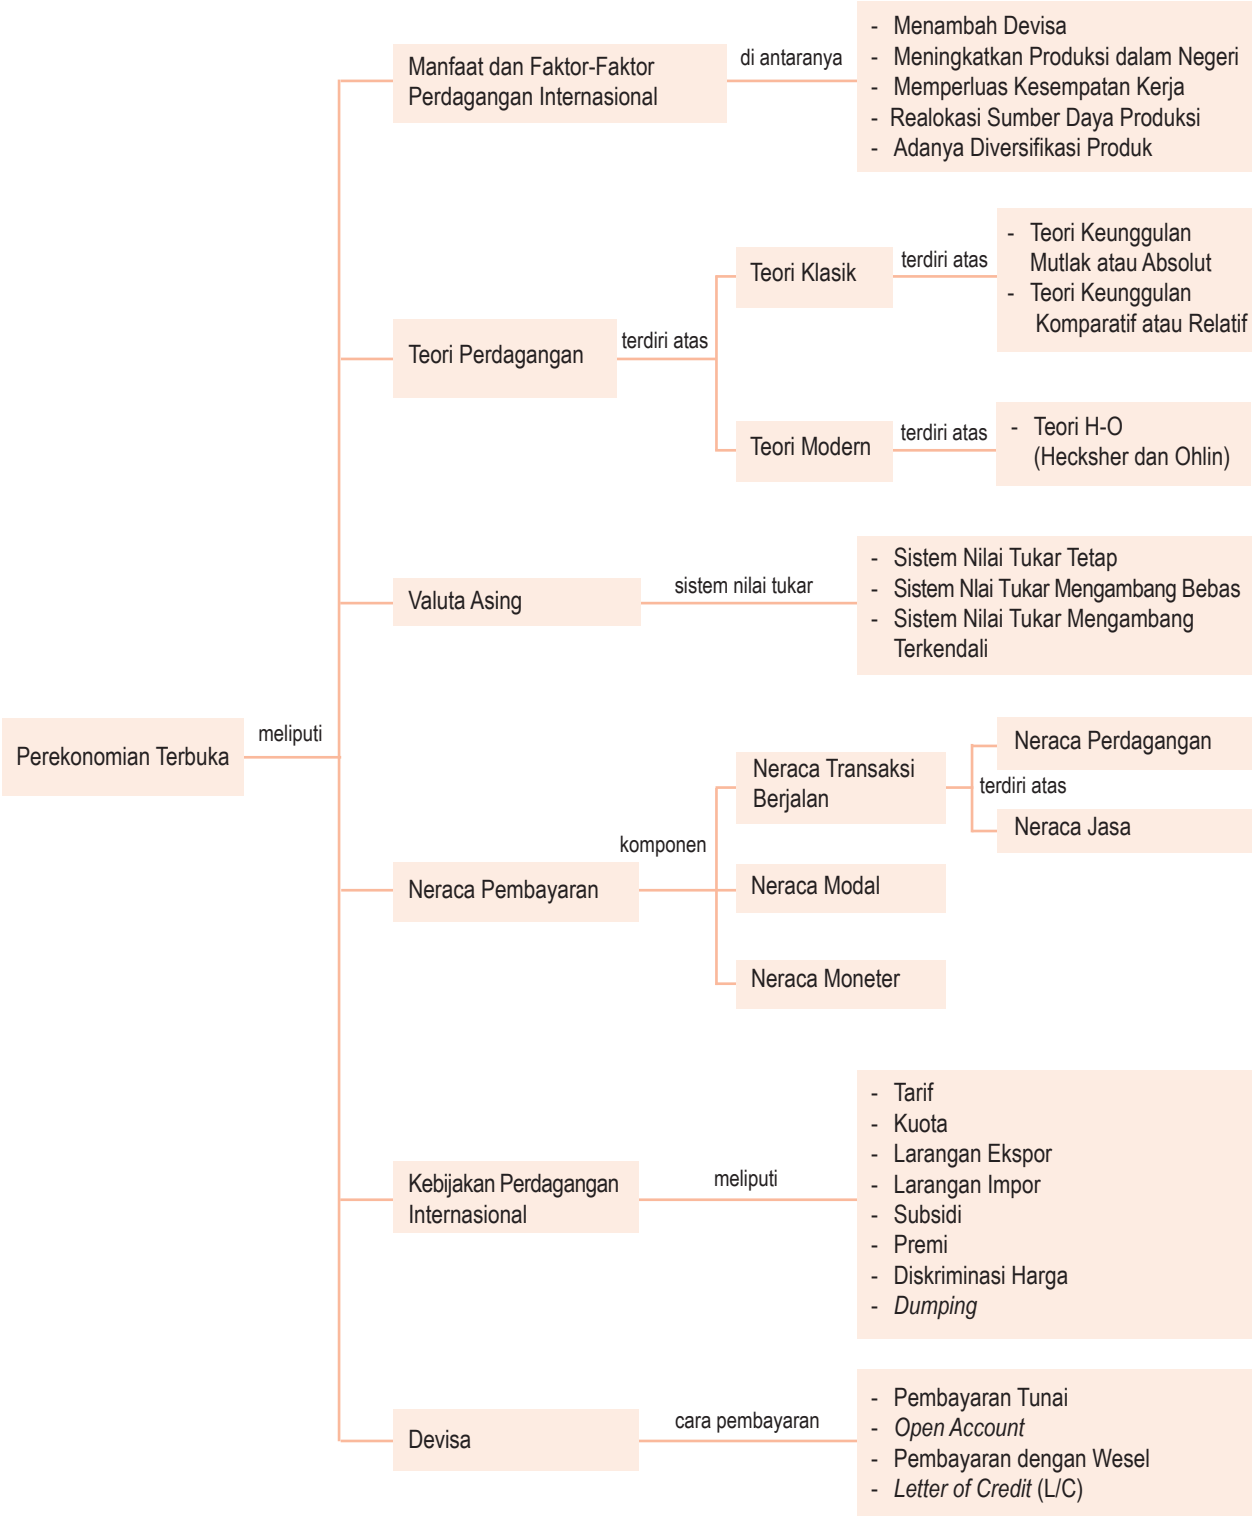 Perekonomian Terbuka
meliputi
Manfaat dan Faktor-Faktor
Perdagangan Internasional
di antaranya
- Menambah Devisa
- Meningkatkan Produksi dalam Negeri
- Memperluas Kesempatan Kerja
- Realokasi Sumber Daya Produksi
- Adanya Diversifikasi Produk
Teori Perdagangan
terdiri atas
Teori Klasik
terdiri atas
- Teori Keunggulan
Mutlak atau Absolut
- Teori Keunggulan
Komparatif atau Relatif
Teori Modern
terdiri atas
- Teori H-O
(Hecksher dan Ohlin)
Valuta Asing
sistem nilai tukar
- Sistem Nilai Tukar Tetap
- Sistem Nlai Tukar Mengambang Bebas
- Sistem Nilai Tukar Mengambang
Terkendali
Neraca Pembayaran
komponen
Neraca Transaksi
Berjalan
terdiri atas
Neraca Perdagangan
Neraca Jasa
Neraca Modal
Neraca Moneter
Kebijakan Perdagangan
Internasional
meliputi
- Tarif
- Kuota
- Larangan Ekspor
- Larangan Impor
- Subsidi
- Premi
- Diskriminasi Harga
- Dumping
Devisa
cara pembayaran
- Pembayaran Tunai
- Open Account
- Pembayaran dengan Wesel
- Letter of Credit (L/C)